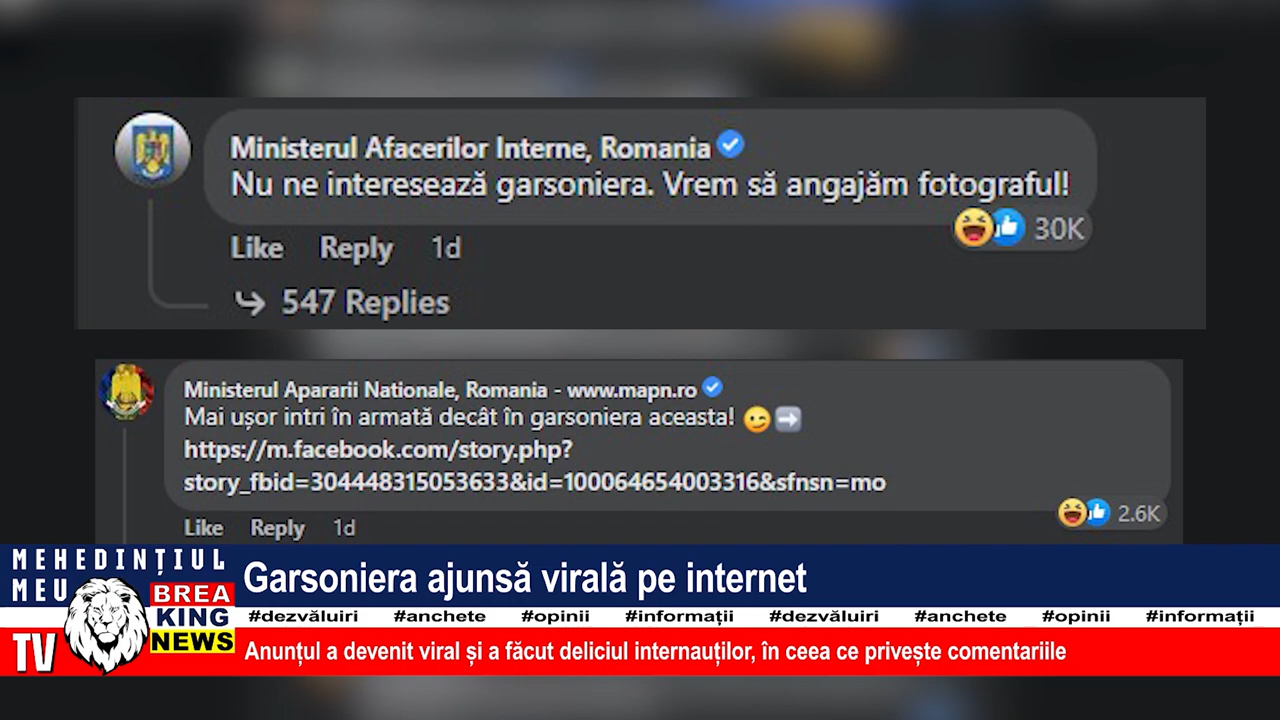 Ministerul Afacerilor Interne, Romania
Nu ne interesează garsoniera. Vrem să angajăm fotograful!
30K
Like Reply 1d
547 Replies
Ministerul Apararii Nationale, Romania - www.mapn.ro
Mai ușor intri în armată decât în garsoniera aceasta!
https://m.facebook.com/story.php?
story_fbid=304448315053633&id=100064654003316&sfnsn=mo
2.6K
Like Reply 1d
MEHEDINȚIUL
MEU
TV
BREA
KING
NEWS
Garsoniera ajunsă virală pe internet
#dezvăluiri #anchete #opinii #informații #dezvăluiri #anchete #opinii #informații
Anunțul a devenit viral și a făcut deliciul internauților, în ceea ce privește comentariile